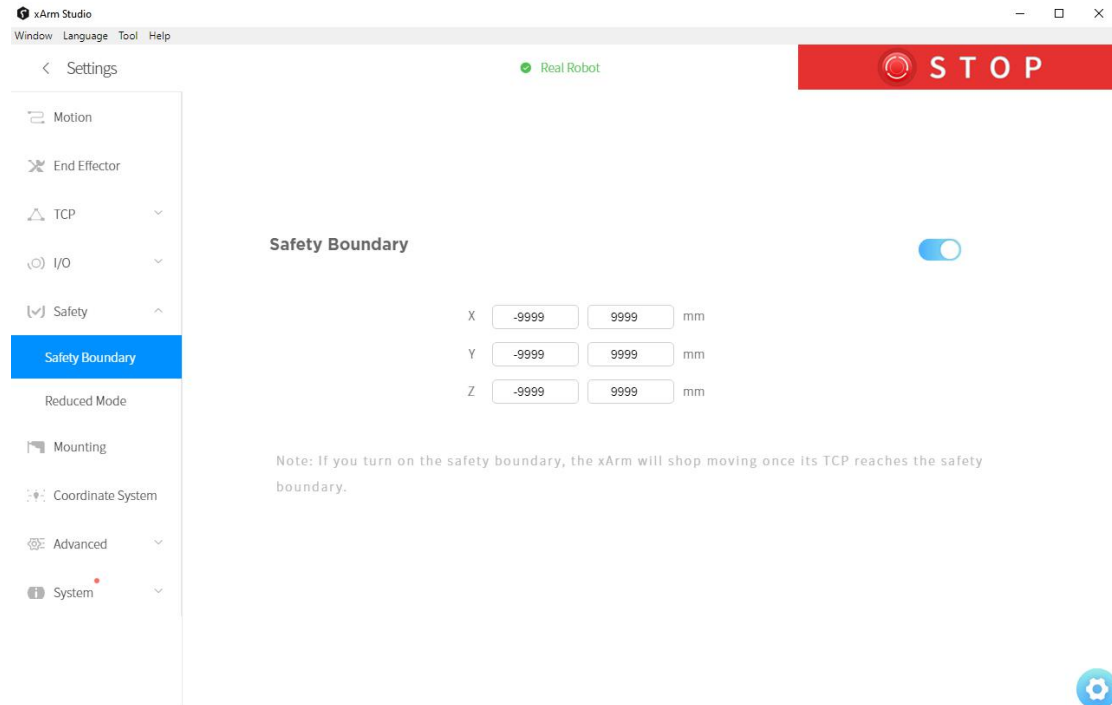 xArm Studio
Window Language Tool Help
Settings
Real Robot
STOP
Motion
End Effector
TCP
I/O
Safety
Safety Boundary
Reduced Mode
Mounting
Coordinate System
Advanced
System
Safety Boundary
X -9999 9999 mm
Y -9999 9999 mm
Z -9999 9999 mm
Note: If you turn on the safety boundary, the xArm will shop moving once its TCP reaches the safety
boundary.